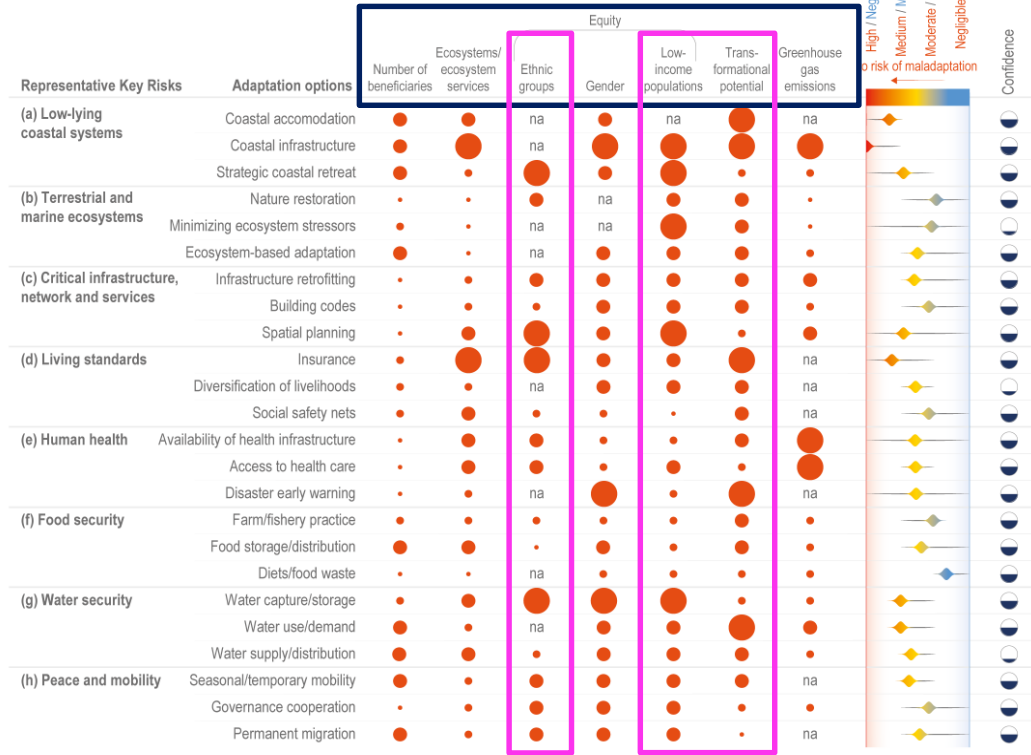 Equity
High / Neg
Medium / M
Moderate /
Negligible
Confidence
Representative Key Risks
Adaptation options
Number of
beneficiaries
Ecosystems/
ecosystem
services
Ethnic
groups
Gender
Low-
income
populations
Trans-
formational
potential
Greenhouse
gas
emissions
o risk of maladaptation
(a) Low-lying
coastal systems
Coastal accomodation na na na
Coastal infrastructure na
Strategic coastal retreat
(b) Terrestrial and
marine ecosystems
Nature restoration na
Minimizing ecosystem stressors na na
Ecosystem-based adaptation na
(c) Critical infrastructure,
network and services
Infrastructure retrofitting
Building codes
Spatial planning
(d) Living standards
Insurance na
Diversification of livelihoods na na
Social safety nets na
(e) Human health
Availability of health infrastructure
Access to health care
Disaster early warning na na
(f) Food security
Farm/fishery practice
Food storage/distribution
Diets/food waste na
(g) Water security
Water capture/storage
Water use/demand na
Water supply/distribution
(h) Peace and mobility
Seasonal/temporary mobility na
Governance cooperation
Permanent migration na